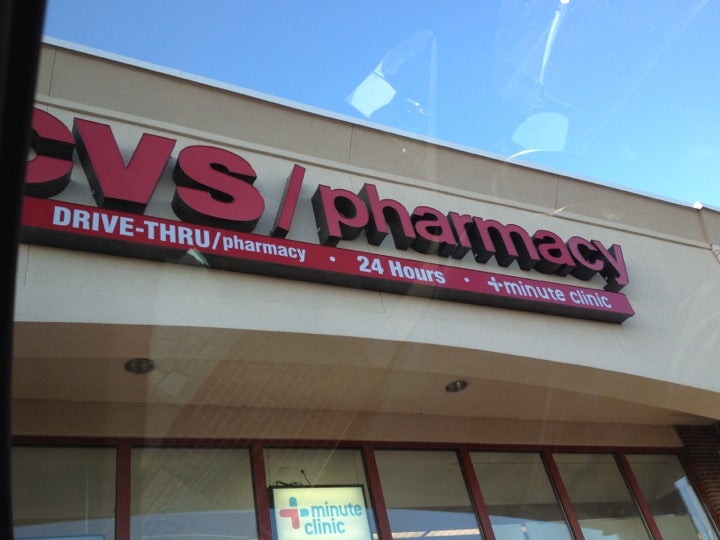 CVS/pharmacy
DRIVE-THRU/pharmacy · 24 Hours · minute clinic
minute
clinic